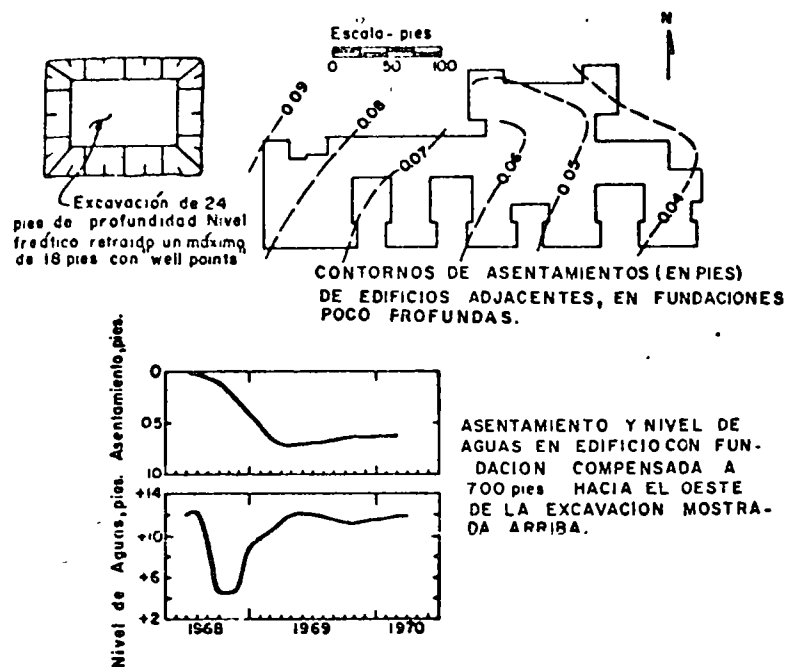 Escala-pies
0 50 100
N
0.09
0.08
0.07
0.06
0.05
0.04
Excavación de 24
pies de profundidad Nivel
freático retraído un máximo
de 18 pies con "well points"
CONTORNOS DE ASENTAMIENTOS (EN PIES)
DE EDIFICIOS ADJACENTES, EN FUNDACIONES
POCO PROFUNDAS.
Asentamiento, pies.
0
05
10
ASENTAMIENTO Y NIVEL DE
AGUAS EN EDIFICIO CON FUN-
DACION COMPENSADA A
700 pies HACIA EL OESTE
DE LA EXCAVACION MOSTRA-
DA ARRIBA.
Nivel de Aguas, pies.
+14
+10
+6
+2
1968 1969 1970